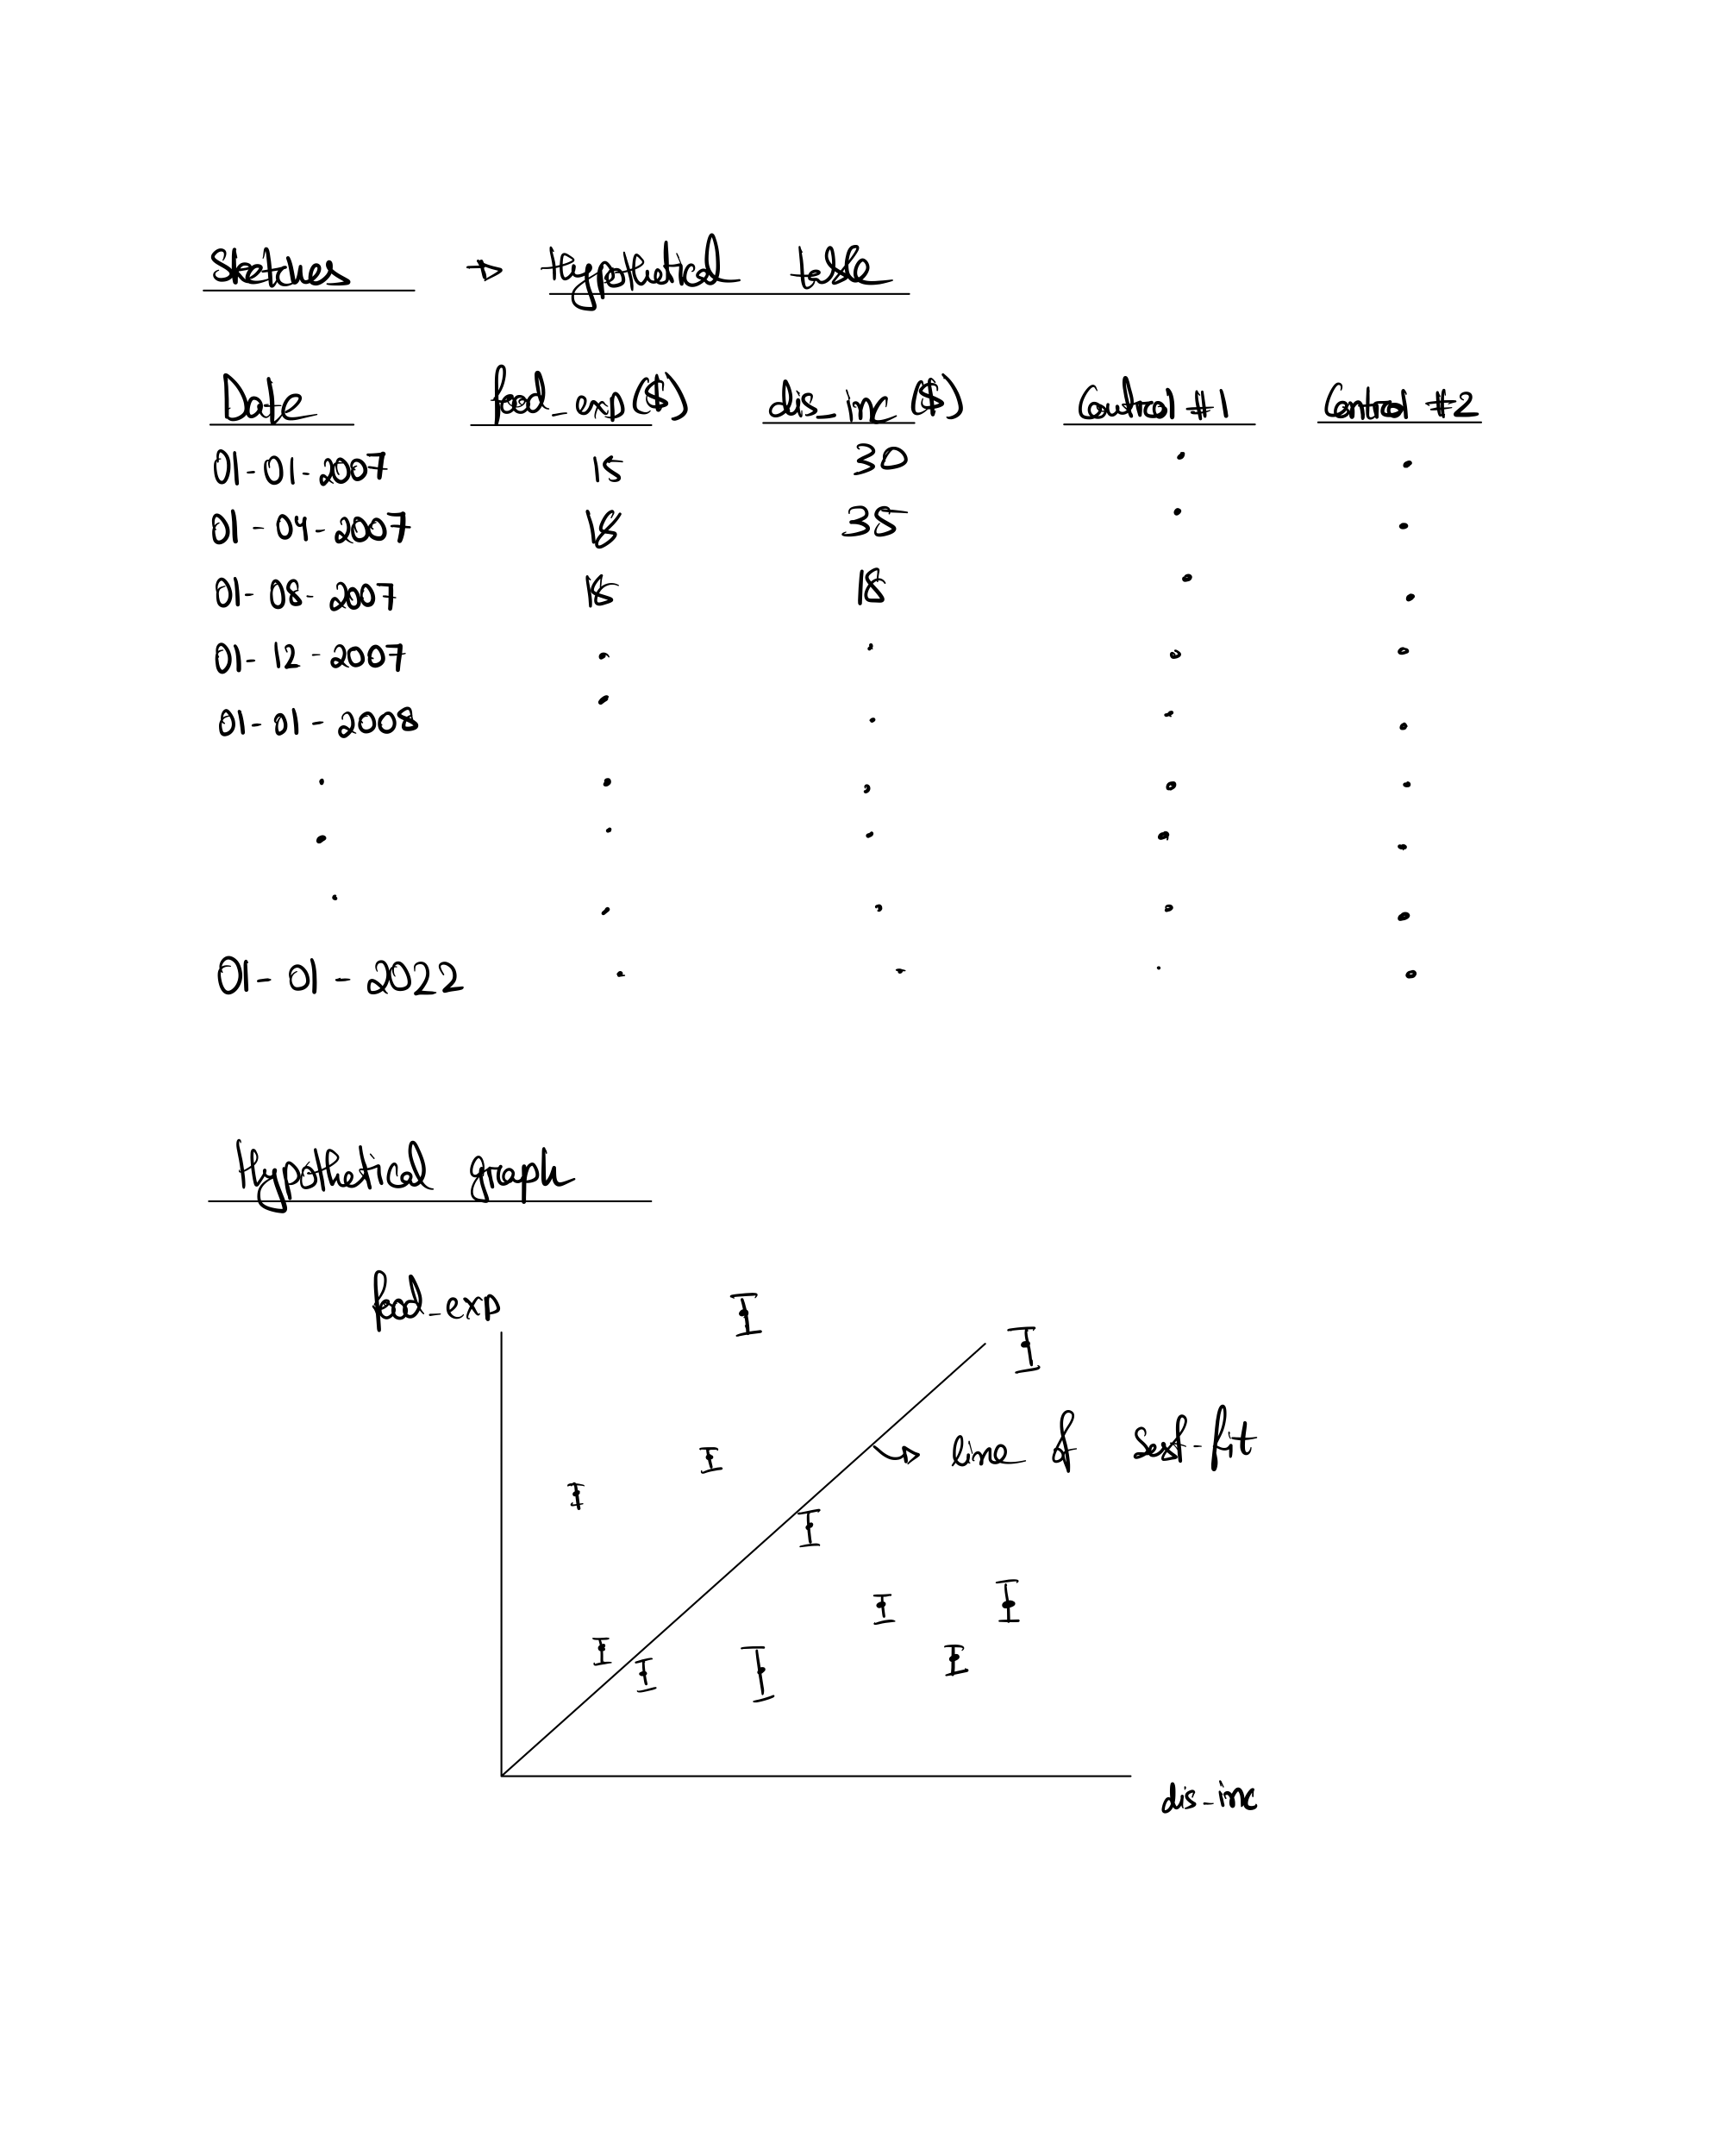 Sketches → Hypothetical table
Date food_exp ($) dis_inc ($) Control #1 Control #2
01-01-2007 15 30 . .
01-04-2007 18 35 . .
01-08-2007 18 . .
01-12-2007 . . . .
01-01-2008 . . . .
. . . . .
. . . . .
. . . . .
01-01-2022 . . . .
Hypothetical graph
food_exp
line of best-fit
dis_inc